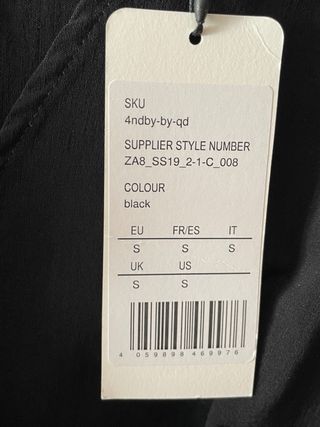 SKU
4ndby-by-qd
SUPPLIER STYLE NUMBER
ZA8_SS19_2-1-C_008
COLOUR
black
EU FR/ES IT
S S S
UK US
S S
4 059898 469976